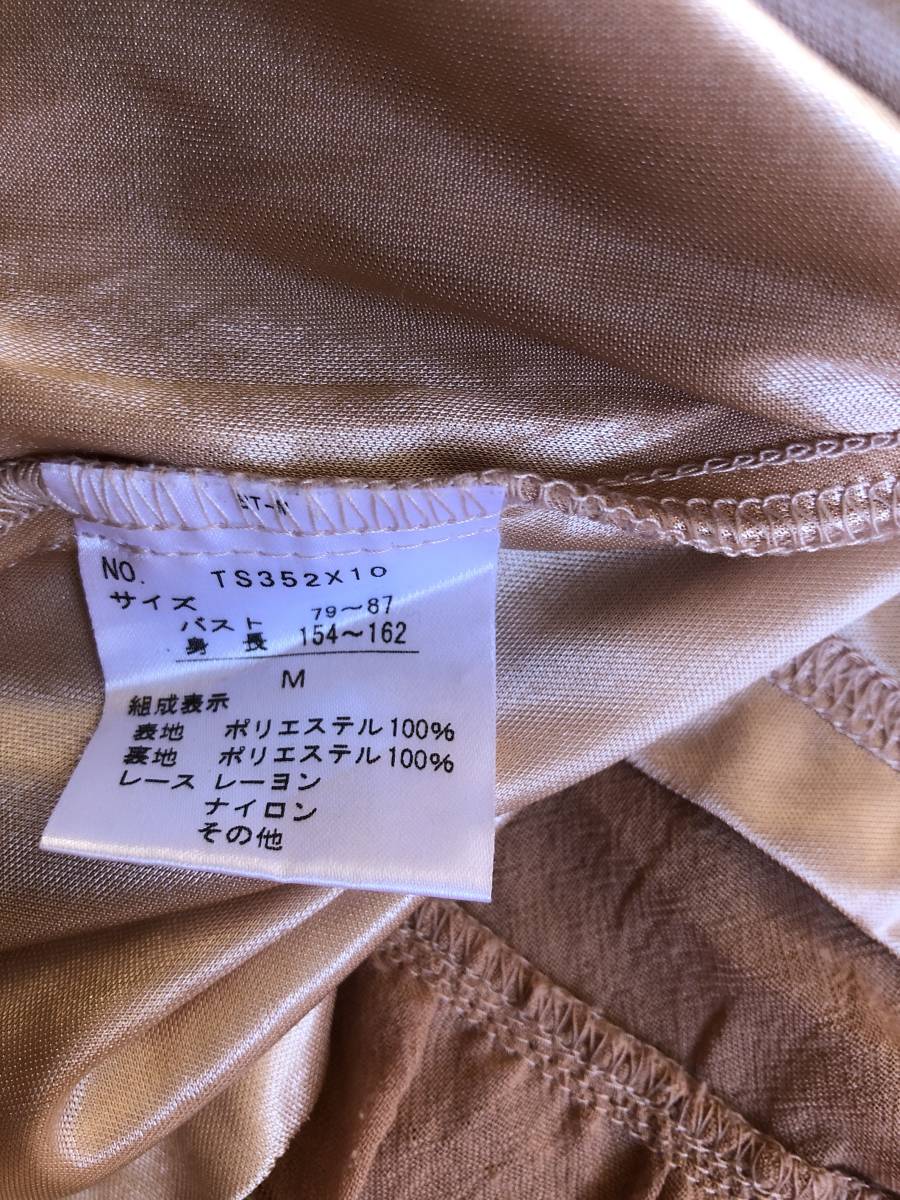 NO. TS352X10
サイズ
バスト 79〜87
身長 154〜162
M
組成表示
表地 ポリエステル100%
裏地 ポリエステル100%
レース レーヨン
ナイロン
その他